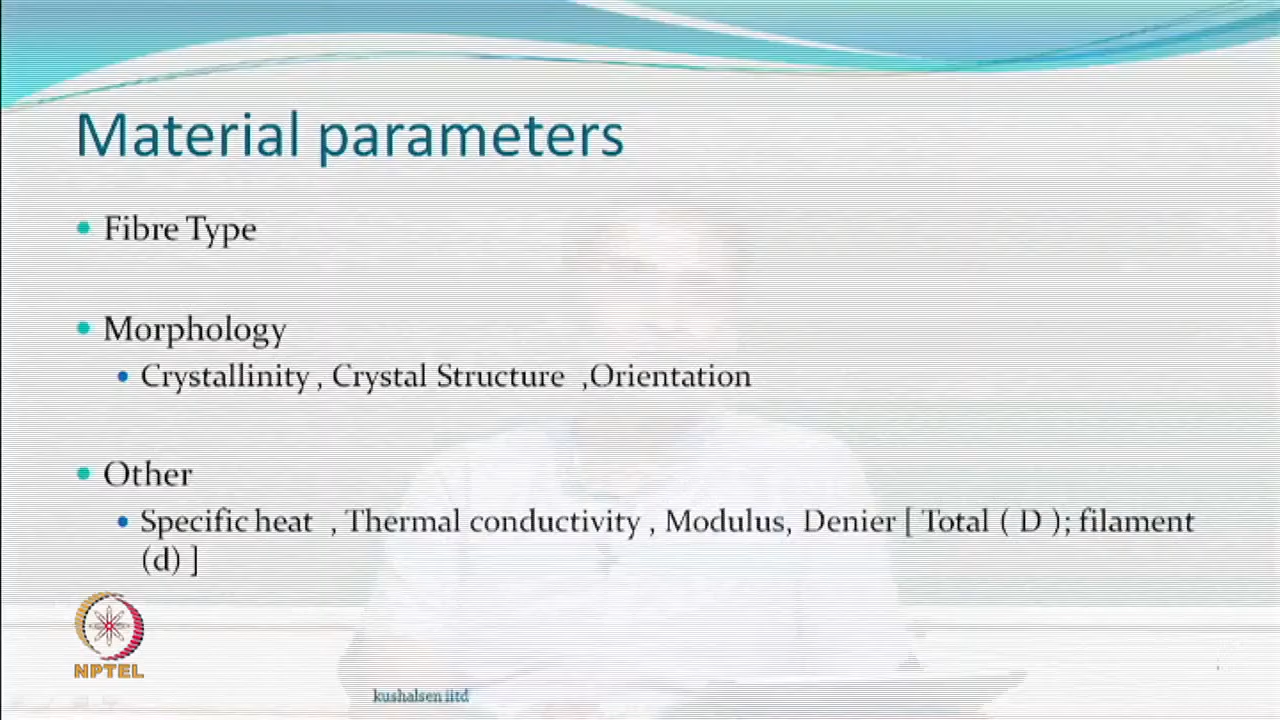 Material parameters
Fibre Type
Morphology
Crystallinity , Crystal Structure ,Orientation
Other
Specific heat , Thermal conductivity , Modulus, Denier [ Total ( D ); filament
(d) ]
NPTEL
kushalsen iitd